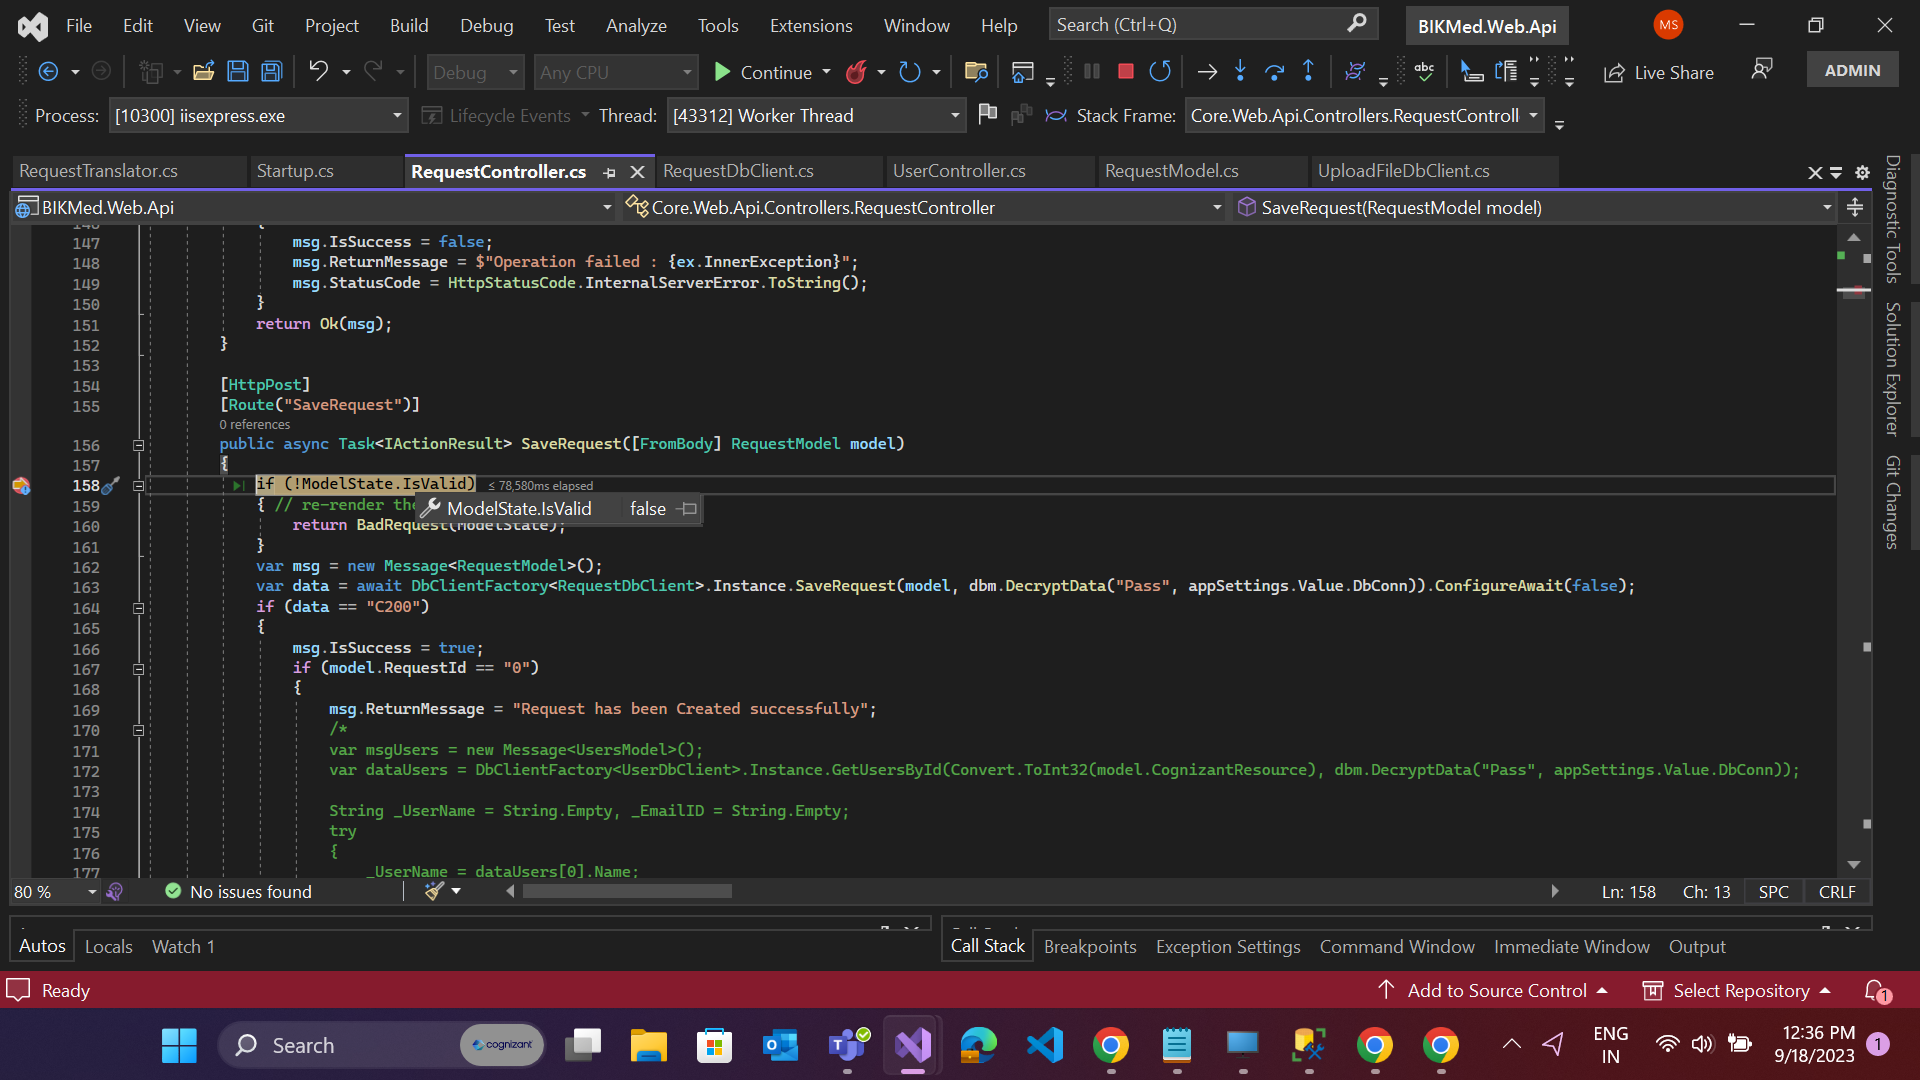 File Edit View Git Project Build Debug Test Analyze Tools Extensions Window Help Search (Ctrl+Q) BIKMed.Web.Api MS
Debug Any CPU Continue Live Share ADMIN
Process: [10300] iisexpress.exe Lifecycle Events Thread: [43312] Worker Thread Stack Frame: Core.Web.Api.Controllers.RequestControll
RequestTranslator.cs Startup.cs RequestController.cs RequestDbClient.cs UserController.cs RequestModel.cs UploadFileDbClient.cs
BIKMed.Web.Api Core.Web.Api.Controllers.RequestController SaveRequest(RequestModel model)
146 {
147 msg.IsSuccess = false;
148 msg.ReturnMessage = $"Operation failed : {ex.InnerException}";
149 msg.StatusCode = HttpStatusCode.InternalServerError.ToString();
150 }
151 return Ok(msg);
152 }
153
154 [HttpPost]
155 [Route("SaveRequest")]
0 references
156 public async Task<IActionResult> SaveRequest([FromBody] RequestModel model)
157 {
158 if (!ModelState.IsValid) ≤ 78,580ms elapsed
159 { // re-render the
ModelState.IsValid false
160 return BadRequest(ModelState);
161 }
162 var msg = new Message<RequestModel>();
163 var data = await DbClientFactory<RequestDbClient>.Instance.SaveRequest(model, dbm.DecryptData("Pass", appSettings.Value.DbConn)).ConfigureAwait(false);
164 if (data == "C200")
165 {
166 msg.IsSuccess = true;
167 if (model.RequestId == "0")
168 {
169 msg.ReturnMessage = "Request has been Created successfully";
170 /*
171 var msgUsers = new Message<UsersModel>();
172 var dataUsers = DbClientFactory<UserDbClient>.Instance.GetUsersById(Convert.ToInt32(model.CognizantResource), dbm.DecryptData("Pass", appSettings.Value.DbConn));
173
174 String _UserName = String.Empty, _EmailID = String.Empty;
175 try
176 {
177 _UserName = dataUsers[0].Name;
Diagnostic Tools
Solution Explorer
Git Changes
80 % No issues found Ln: 158 Ch: 13 SPC CRLF
Autos Locals Watch 1 Call Stack Breakpoints Exception Settings Command Window Immediate Window Output
Ready Add to Source Control Select Repository 1
Search cognizant ENG IN 12:36 PM 9/18/2023 1
abc